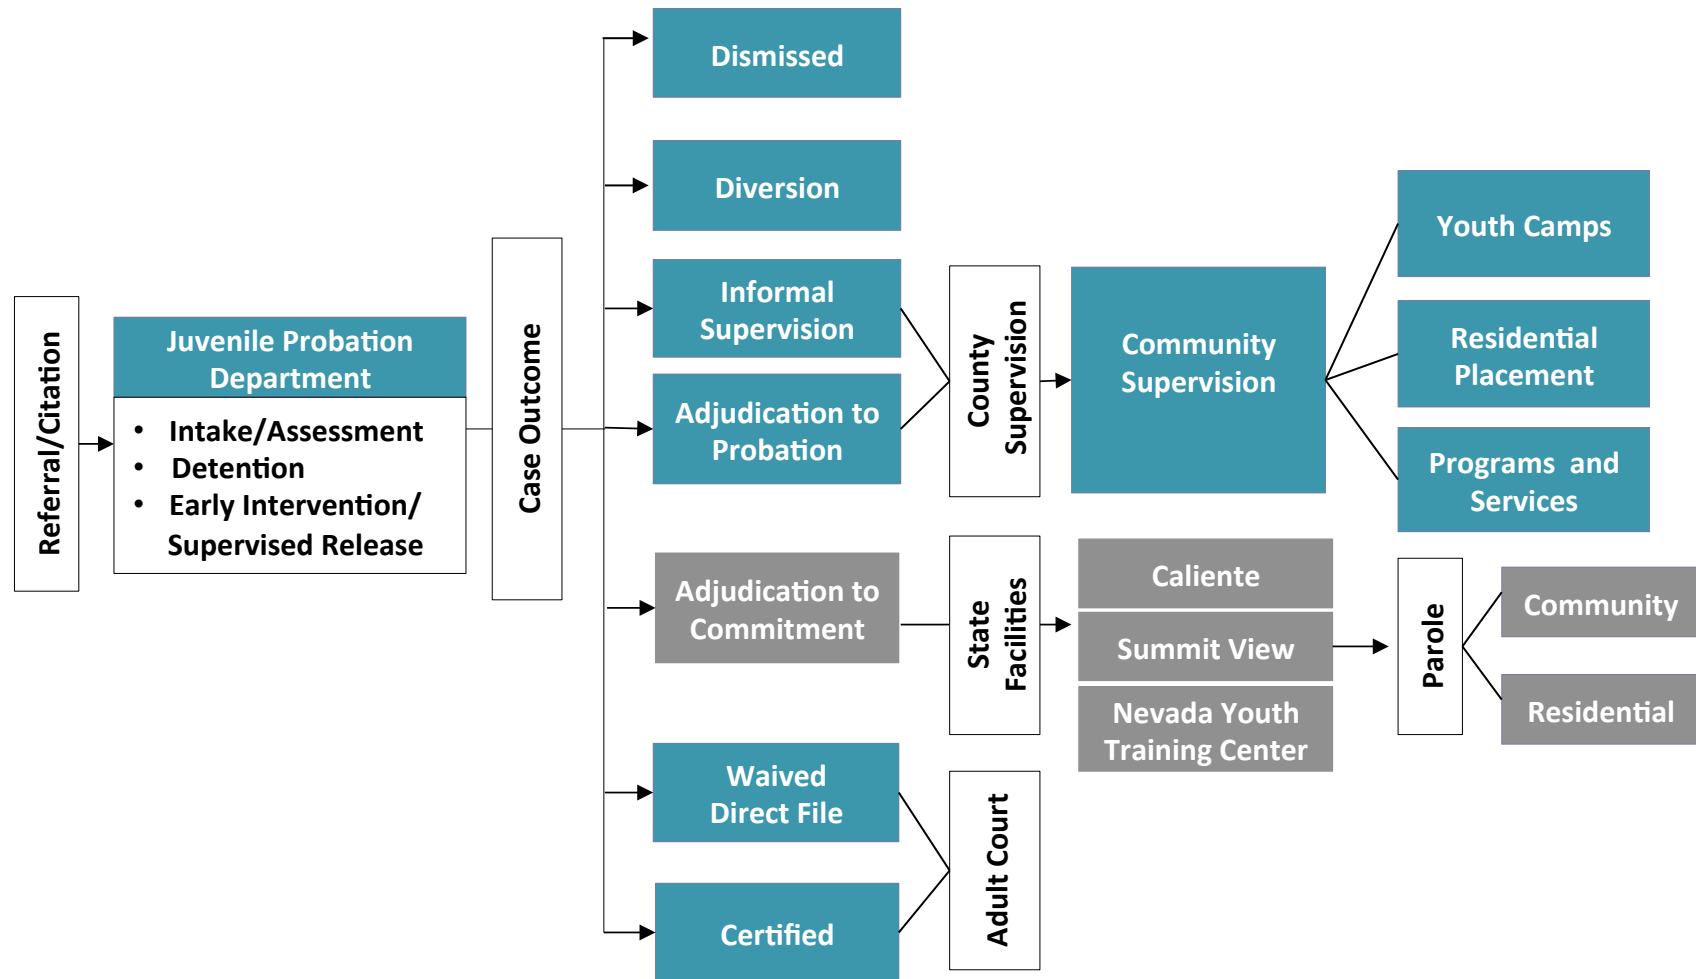 Referral/Citation
Juvenile Probation
Department
• Intake/Assessment
• Detention
• Early Intervention/
Supervised Release
Case Outcome
Dismissed
Diversion
Informal
Supervision
Adjudication to
Probation
County
Supervision
Community
Supervision
Youth Camps
Residential
Placement
Programs and
Services
Adjudication to
Commitment
State
Facilities
Caliente
Summit View
Nevada Youth
Training Center
Parole
Community
Residential
Waived
Direct File
Certified
Adult Court